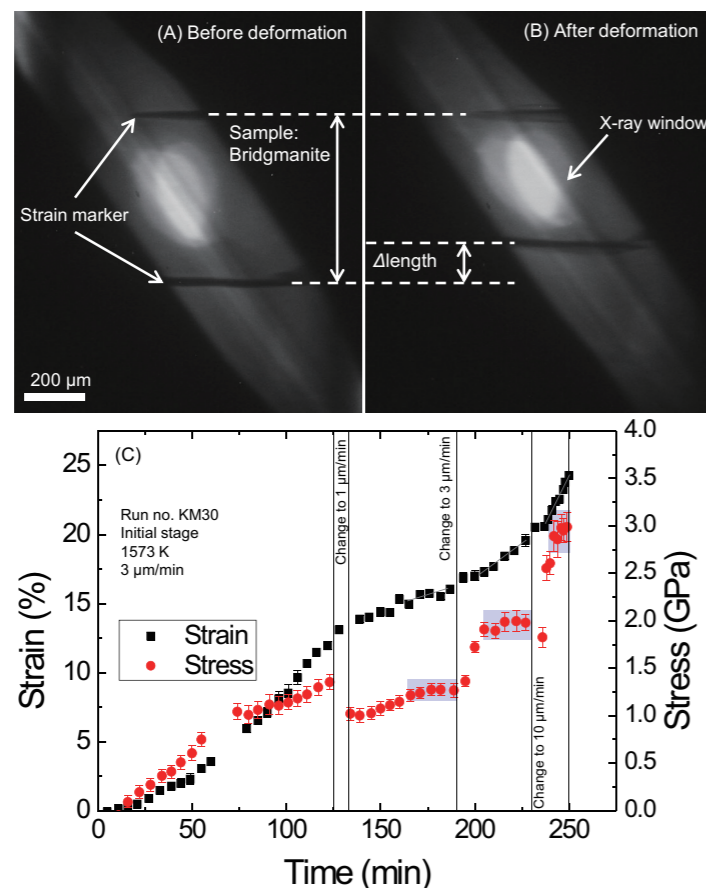 (A) Before deformation
(B) After deformation
Sample:
Bridgmanite
X-ray window
Strain marker
Δlength
200 μm
(C)
Run no. KM30
Initial stage
1573 K
3 μm/min
Change to 1 μm/min
Change to 3 μm/min
Change to 10 μm/min
Strain
Stress
Strain (%)
25
20
15
10
5
0
Stress (GPa)
4.0
3.5
3.0
2.5
2.0
1.5
1.0
0.5
0.0
0 50 100 150 200 250
Time (min)